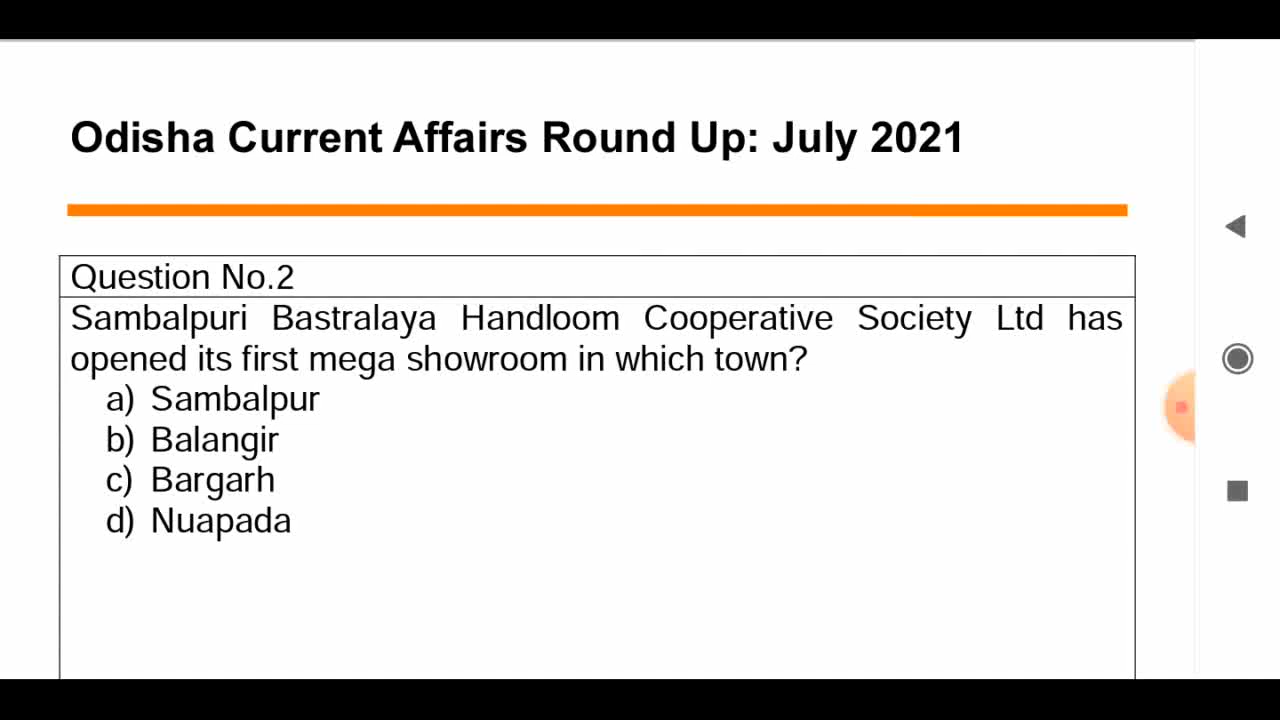 Odisha Current Affairs Round Up: July 2021
Question No.2
Sambalpuri Bastralaya Handloom Cooperative Society Ltd has
opened its first mega showroom in which town?
a) Sambalpur
b) Balangir
c) Bargarh
d) Nuapada